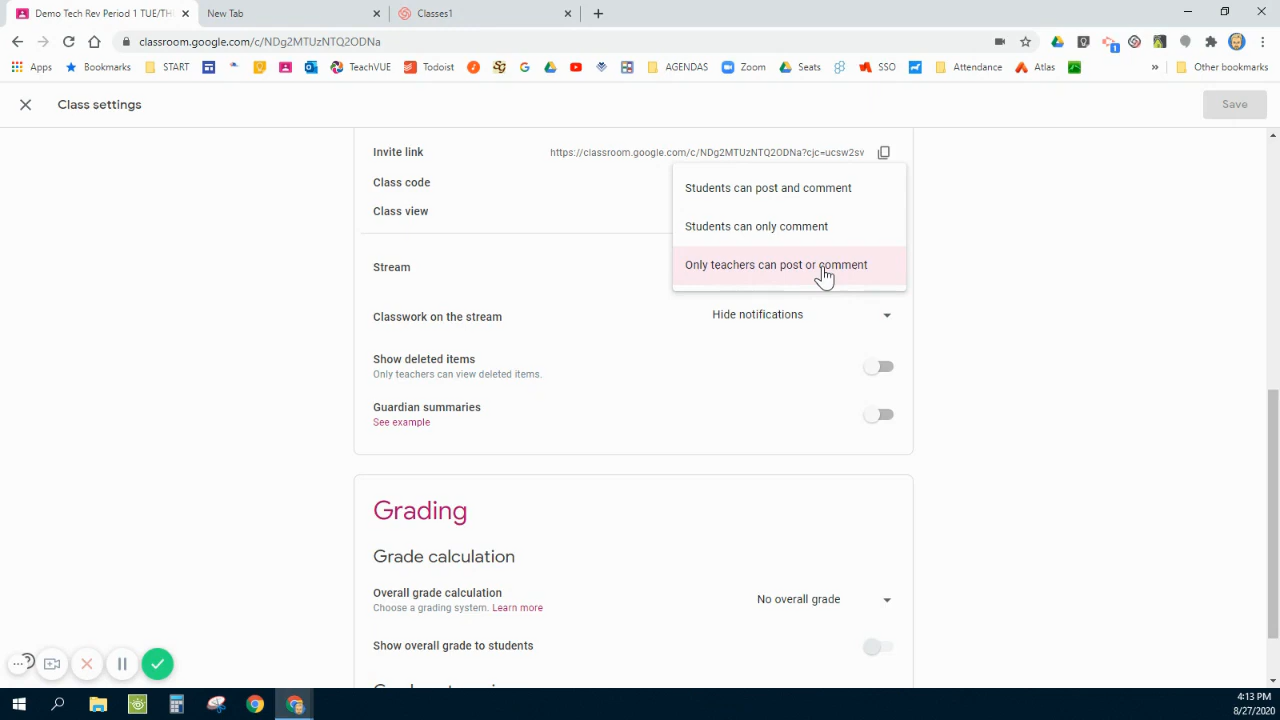 Demo Tech Rev Period 1 TUE/TH
New Tab
Classes1
classroom.google.com/c/NDg2MTUzNTQ2ODNa
Apps
Bookmarks
START
TeachVUE
Todoist
AGENDAS
Zoom
Seats
SSO
Attendance
Atlas
»
Other bookmarks
Class settings
Save
Invite link
https://classroom.google.com/c/NDg2MTUzNTQ2ODNa?cjc=ucsw2sv
Class code
Students can post and comment
Class view
Students can only comment
Stream
Only teachers can post or comment
Classwork on the stream
Hide notifications
Show deleted items
Only teachers can view deleted items.
Guardian summaries
See example
Grading
Grade calculation
Overall grade calculation
Choose a grading system. Learn more
No overall grade
Show overall grade to students
4:13 PM
8/27/2020